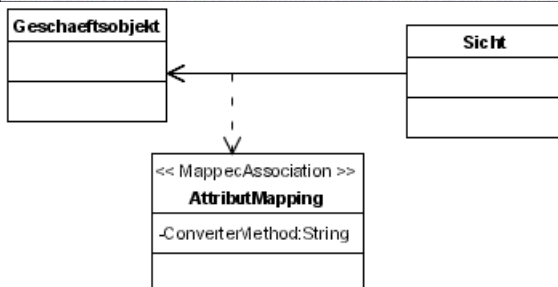 Geschaeftsobjekt
Sicht
<< MappecAssociation >>
AttributMapping
-ConverterMethod:String